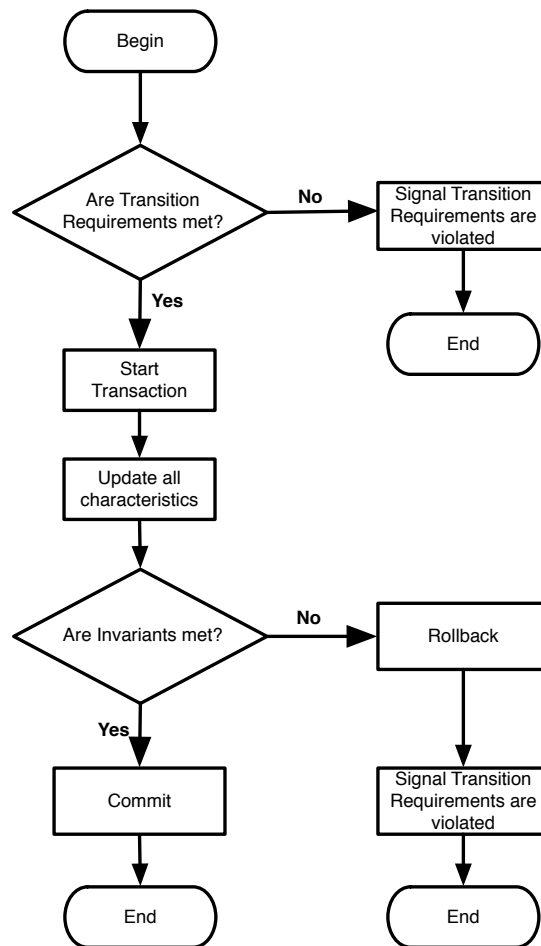 Begin
Are Transition
Requirements met?
No
Signal Transition
Requirements are
violated
Yes
End
Start
Transaction
Update all
characteristics
Are Invariants met?
No
Rollback
Yes
Commit
Signal Transition
Requirements are
violated
End
End